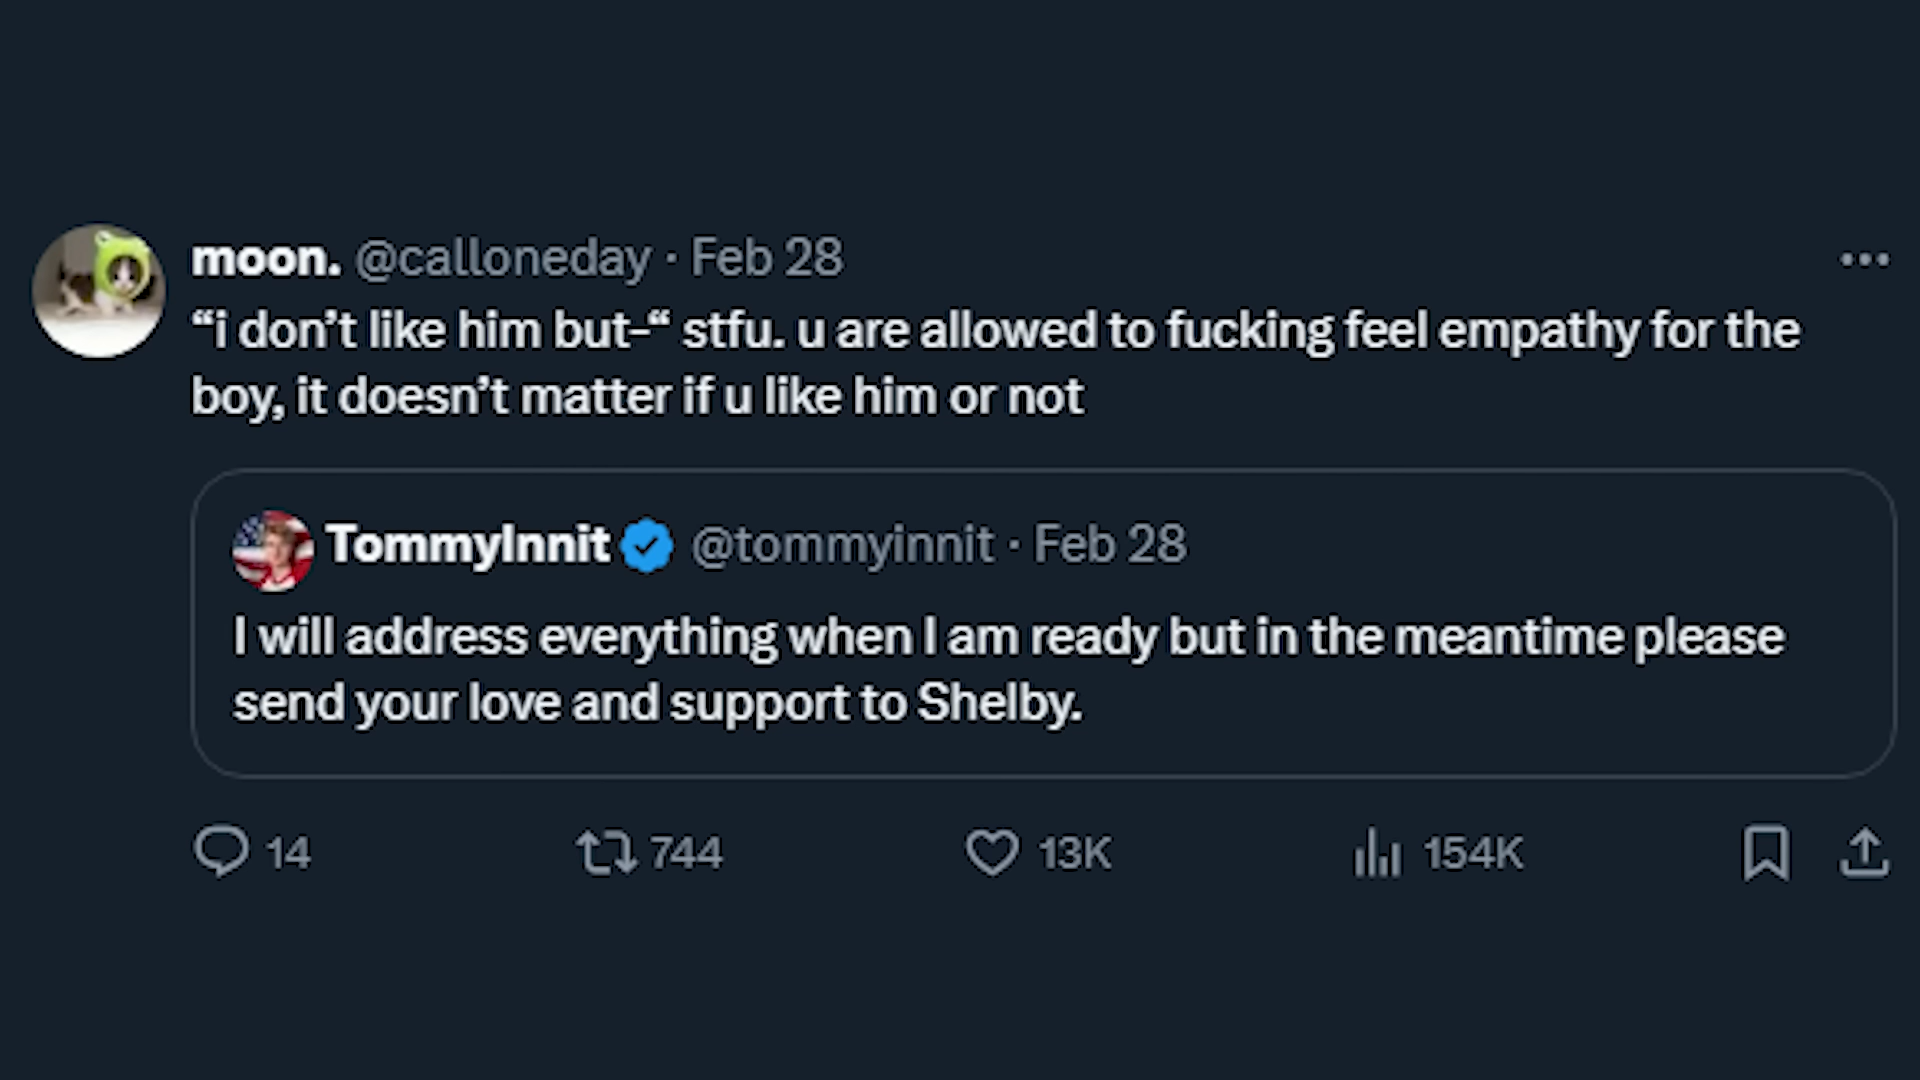 moon. @calloneday · Feb 28
“i don’t like him but-“ stfu. u are allowed to fucking feel empathy for the
boy, it doesn’t matter if u like him or not
TommyInnit @tommyinnit · Feb 28
I will address everything when I am ready but in the meantime please
send your love and support to Shelby.
14 744 13K 154K